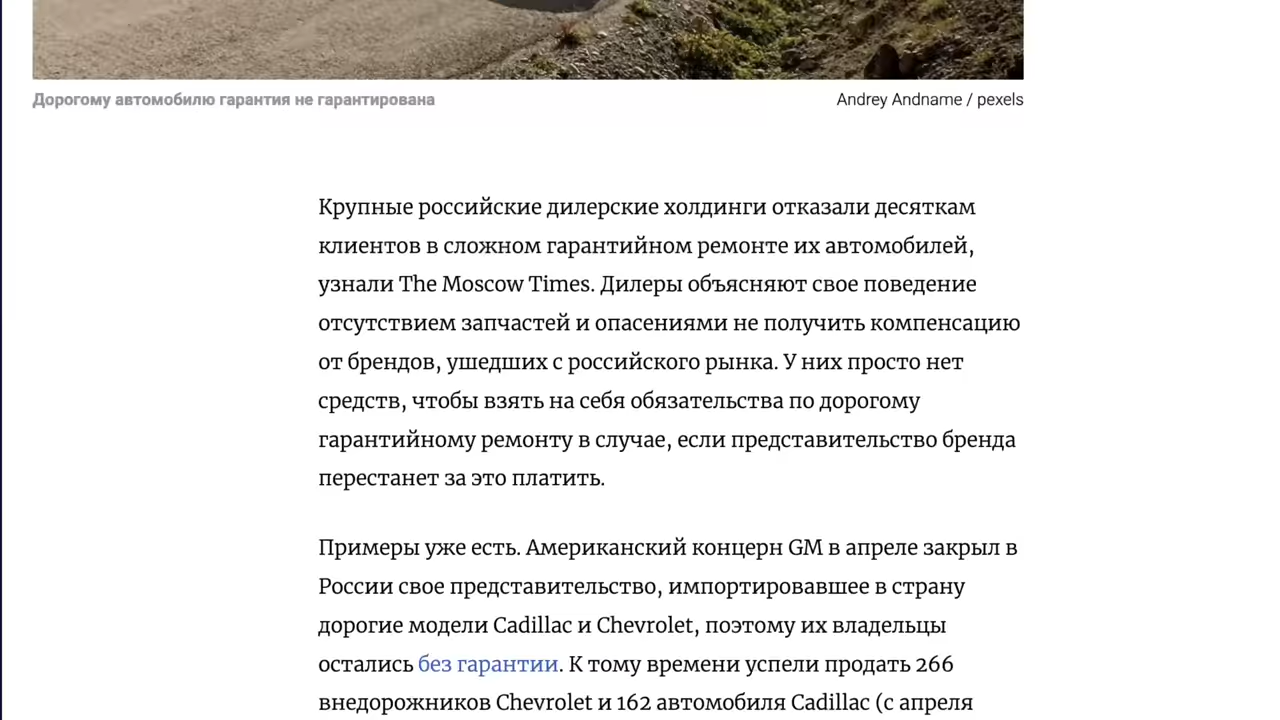 Дорогому автомобилю гарантия не гарантирована
Andrey Andname / pexels
Крупные российские дилерские холдинги отказали десяткам
клиентов в сложном гарантийном ремонте их автомобилей,
узнали The Moscow Times. Дилеры объясняют свое поведение
отсутствием запчастей и опасениями не получить компенсацию
от брендов, ушедших с российского рынка. У них просто нет
средств, чтобы взять на себя обязательства по дорогому
гарантийному ремонту в случае, если представительство бренда
перестанет за это платить.
Примеры уже есть. Американский концерн GM в апреле закрыл в
России свое представительство, импортировавшее в страну
дорогие модели Cadillac и Chevrolet, поэтому их владельцы
остались без гарантии. К тому времени успели продать 266
внедорожников Chevrolet и 162 автомобиля Cadillac (с апреля